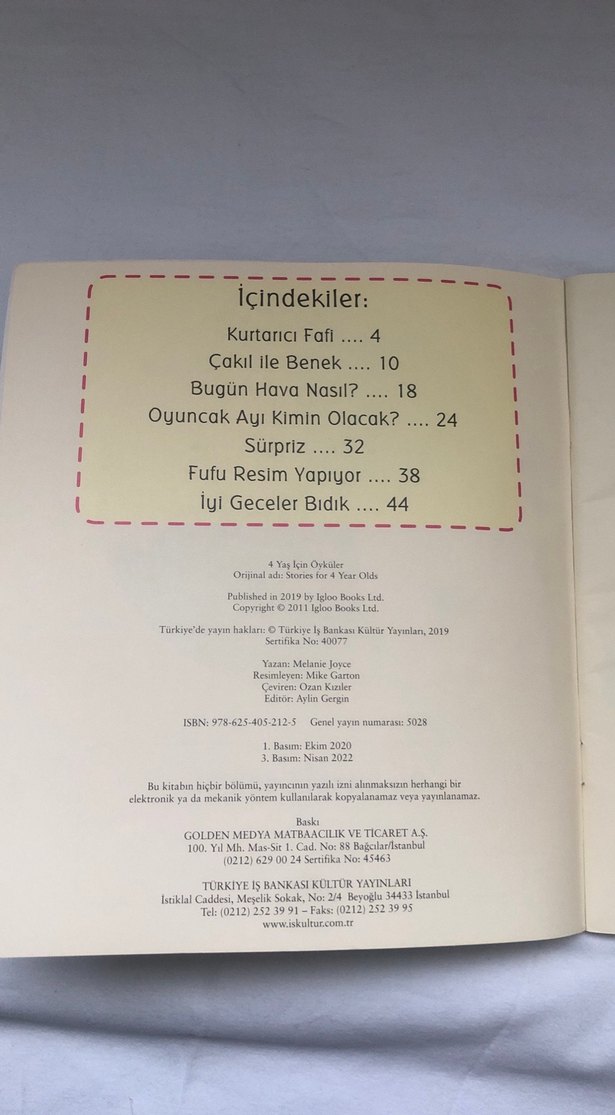 İçindekiler:
Kurtarıcı Fafi .... 4
Çakıl ile Benek .... 10
Bugün Hava Nasıl? .... 18
Oyuncak Ayı Kimin Olacak? .... 24
Sürpriz .... 32
Fufu Resim Yapıyor .... 38
İyi Geceler Bıdık .... 44
4 Yaş İçin Öyküler
Orijinal adı: Stories for 4 Year Olds
Published in 2019 by Igloo Books Ltd.
Copyright © 2011 Igloo Books Ltd.
Türkiye'de yayın hakları: © Türkiye İş Bankası Kültür Yayınları, 2019
Sertifika No: 40077
Yazan: Melanie Joyce
Resimleyen: Mike Garton
Çeviren: Ozan Kızıler
Editör: Aylin Gergin
ISBN: 978-625-405-212-5 Genel yayın numarası: 5028
1. Basım: Ekim 2020
3. Basım: Nisan 2022
Bu kitabın hiçbir bölümü, yayıncının yazılı izni alınmaksızın herhangi bir
elektronik ya da mekanik yöntem kullanılarak kopyalanamaz veya yayınlanamaz.
Baskı
GOLDEN MEDYA MATBAACILIK VE TİCARET A.Ş.
100. Yıl Mh. Mas-Sit 1. Cad. No: 88 Bağcılar/İstanbul
(0212) 629 00 24 Sertifika No: 45463
TÜRKİYE İŞ BANKASI KÜLTÜR YAYINLARI
İstiklal Caddesi, Meşelik Sokak, No: 2/4 Beyoğlu 34433 İstanbul
Tel: (0212) 252 39 91 – Faks: (0212) 252 39 95
www.iskultur.com.tr